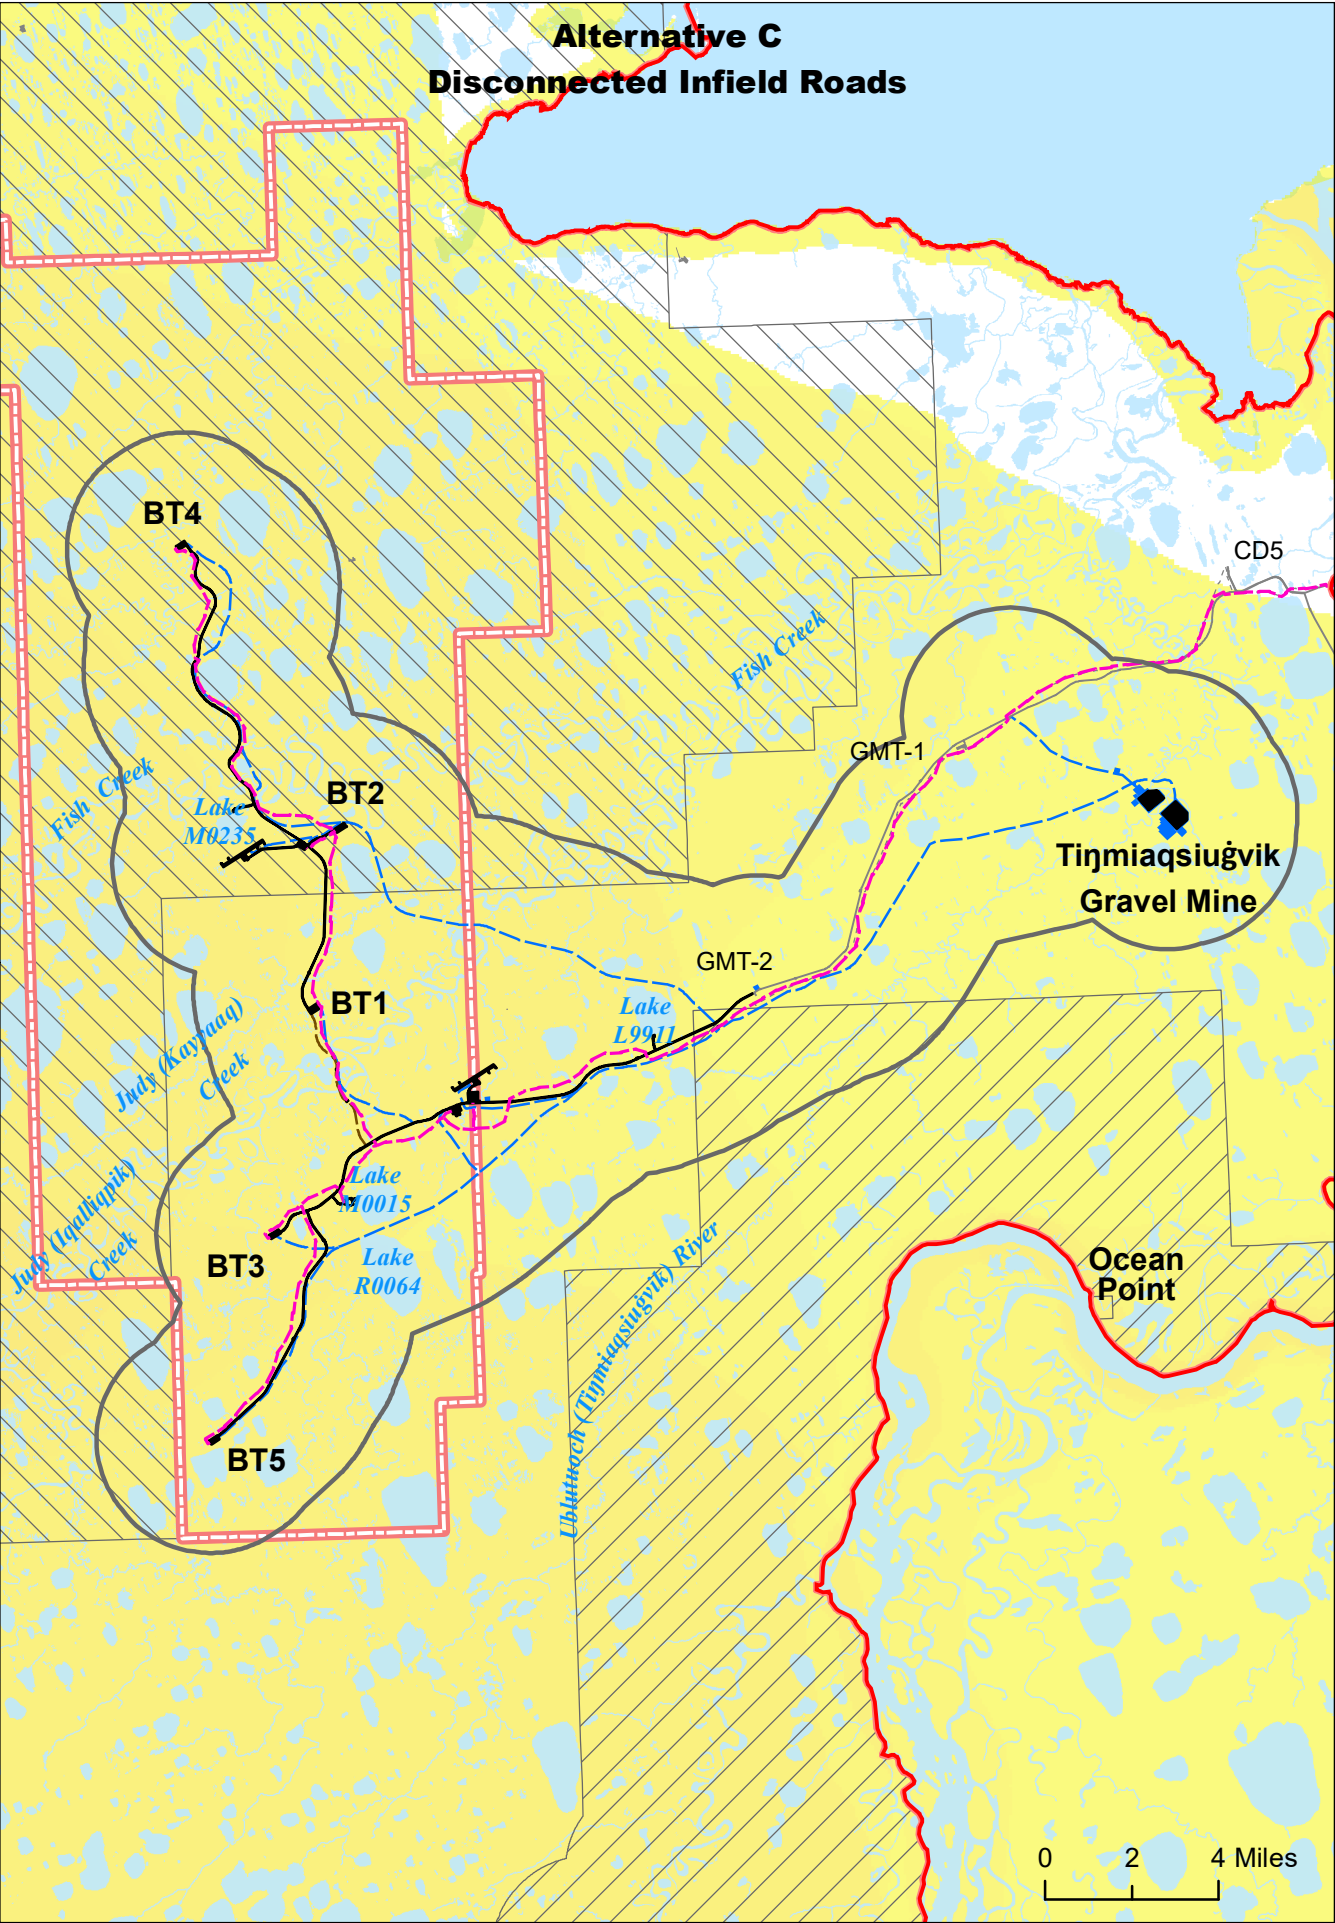 Alternative C
Disconnected Infield Roads
BT4
CD5
Fish Creek
GMT-1
Fish Creek
BT2
Lake
M0235
Tiŋmiaqsiuġvik
Gravel Mine
GMT-2
BT1
Lake
L9911
Judy (Kayyaaq)
Creek
Lake
M0015
Judy (Iqalliqpik)
Creek
BT3
Lake
R0064
Ublutuoch (Tiŋmiaqsiuġvik) River
Ocean
Point
BT5
0 2 4 Miles